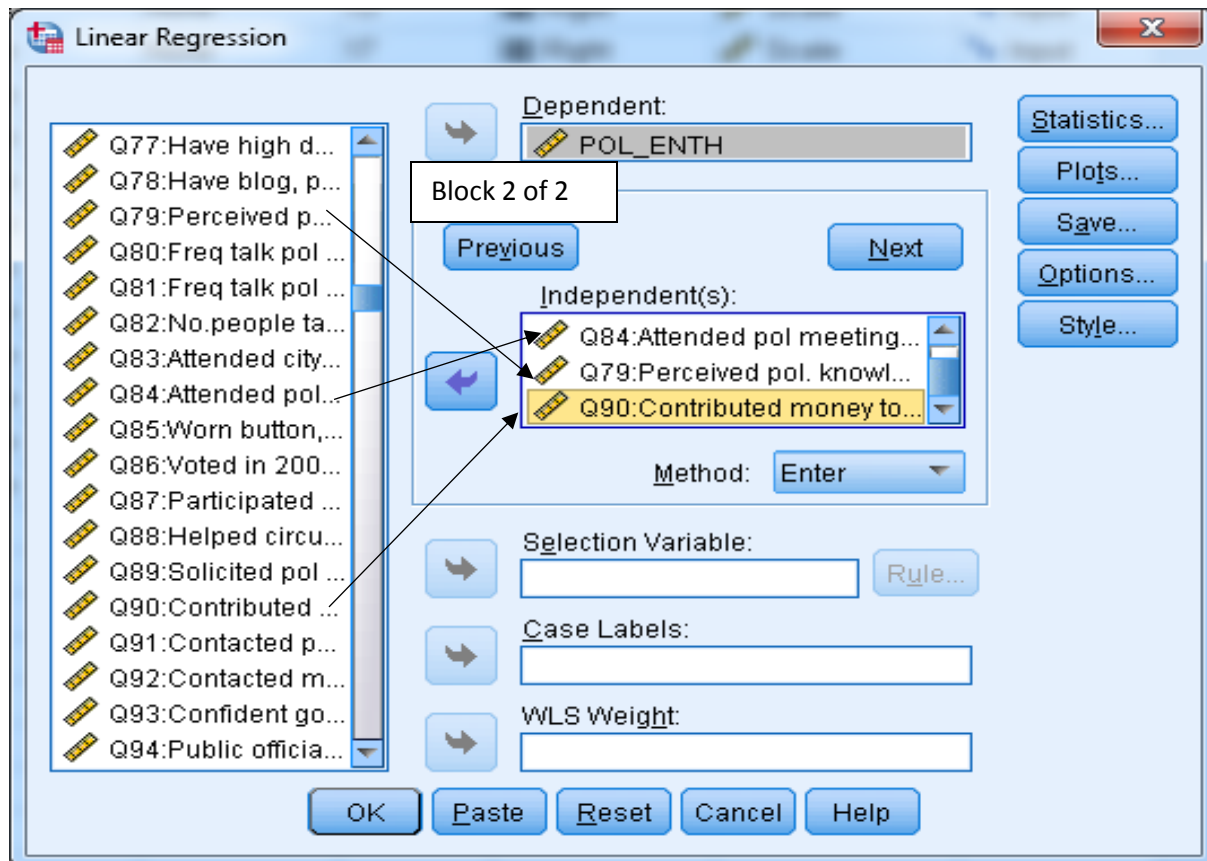 Linear Regression
Q77:Have high d...
Q78:Have blog, p...
Q79:Perceived p...
Q80:Freq talk pol ...
Q81:Freq talk pol ...
Q82:No.people ta...
Q83:Attended city...
Q84:Attended pol...
Q85:Worn button,...
Q86:Voted in 200...
Q87:Participated ...
Q88:Helped circu...
Q89:Solicited pol ...
Q90:Contributed ...
Q91:Contacted p...
Q92:Contacted m...
Q93:Confident go...
Q94:Public officia...
Dependent:
POL_ENTH
Block 2 of 2
Previous
Next
Independent(s):
Q84:Attended pol meeting...
Q79:Perceived pol. knowl...
Q90:Contributed money to...
Method: Enter
Selection Variable:
Rule...
Case Labels:
WLS Weight:
Statistics...
Plots...
Save...
Options...
Style...
OK Paste Reset Cancel Help